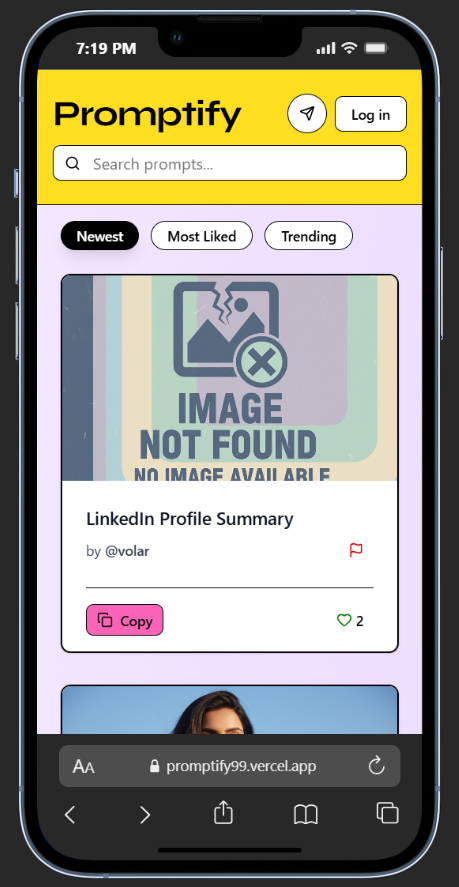 7:19 PM
Promptify
Log in
Search prompts...
Newest
Most Liked
Trending
IMAGE
NOT FOUND
NO IMAGE AVAILABLE
LinkedIn Profile Summary
by @volar
Copy
2
AA
promptify99.vercel.app